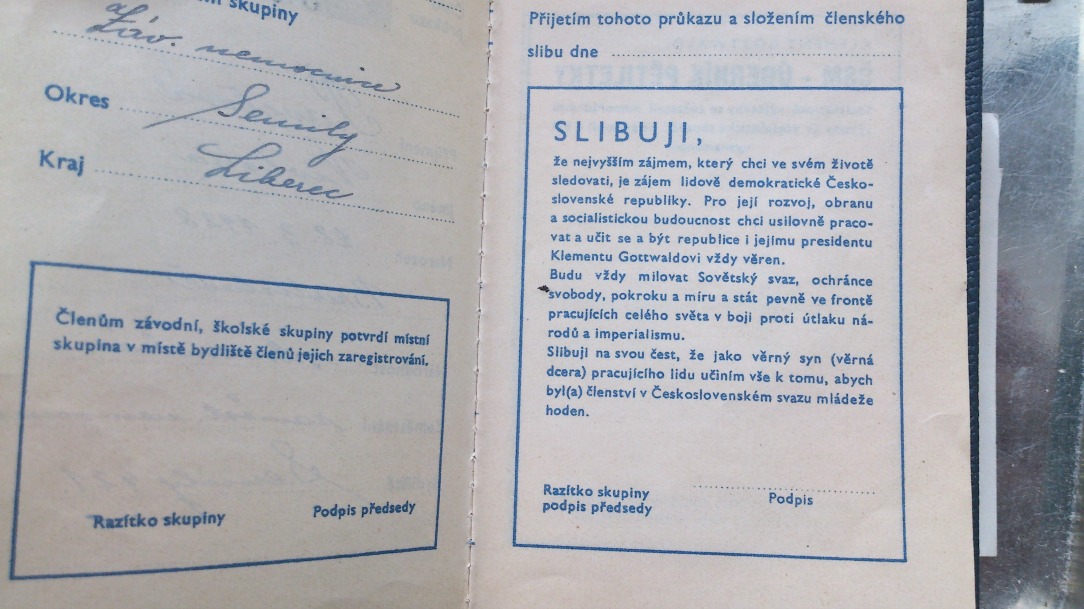 skupiny
Záv. nemocnice
Okres Semily
Kraj Liberec
Členům závodní, školské skupiny potvrdí místní
skupina v místě bydliště členů jejich zaregistrování.
Razítko skupiny
Podpis předsedy
Přijetím tohoto průkazu a složením členského
slibu dne
SLIBUJI,
že nejvyšším zájmem, který chci ve svém životě
sledovati, je zájem lidově demokratické Česko-
slovenské republiky. Pro její rozvoj, obranu
a socialistickou budoucnost chci usilovně praco-
vat a učit se a být republice i jejímu presidentu
Klementu Gottwaldovi vždy věren.
Budu vždy milovat Sovětský svaz, ochránce
svobody, pokroku a míru a stát pevně ve frontě
pracujících celého světa v boji proti útlaku ná-
rodů a imperialismu.
Slibuji na svou čest, že jako věrný syn (věrná
dcera) pracujícího lidu učiním vše k tomu, abych
byl(a) členství v Československém svazu mládeže
hoden.
Razítko skupiny
podpis předsedy
Podpis